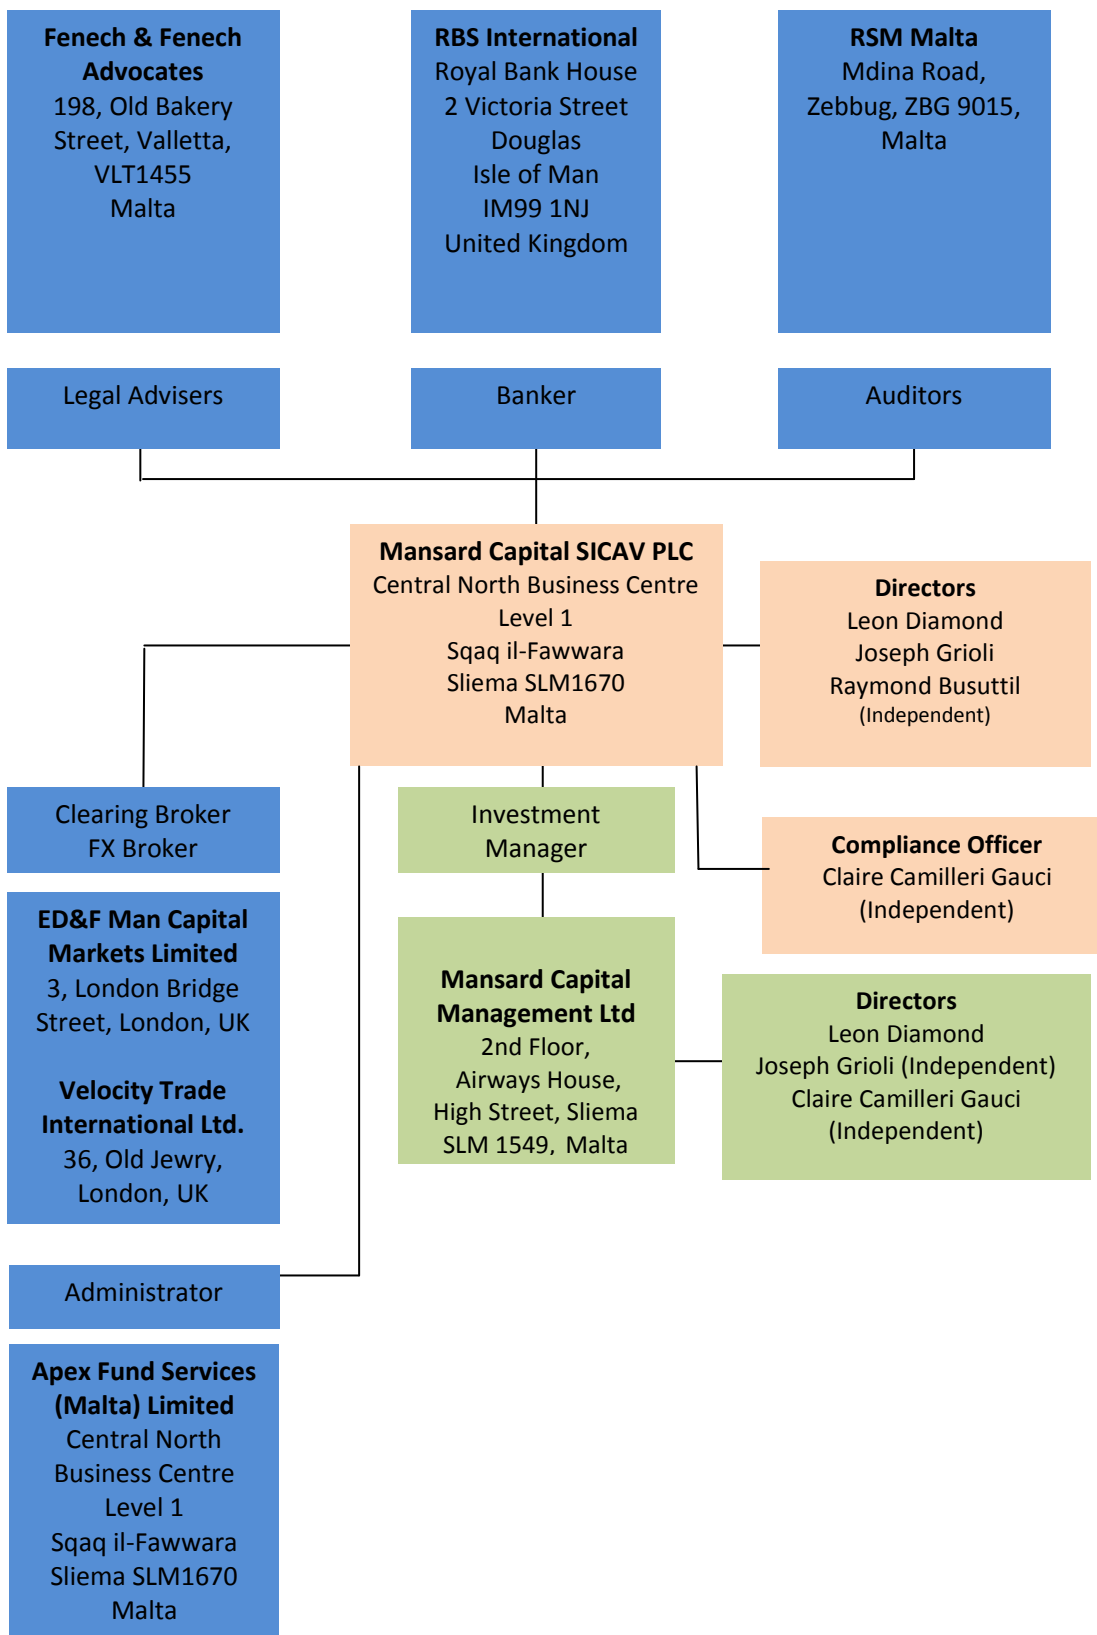 Fenech & Fenech
Advocates
198, Old Bakery
Street, Valletta,
VLT1455
Malta
RBS International
Royal Bank House
2 Victoria Street
Douglas
Isle of Man
IM99 1NJ
United Kingdom
RSM Malta
Mdina Road,
Zebbug, ZBG 9015,
Malta
Legal Advisers
Banker
Auditors
Mansard Capital SICAV PLC
Central North Business Centre
Level 1
Sqaq il-Fawwara
Sliema SLM1670
Malta
Directors
Leon Diamond
Joseph Grioli
Raymond Busuttil
(Independent)
Clearing Broker
FX Broker
Investment
Manager
Compliance Officer
Claire Camilleri Gauci
(Independent)
ED&F Man Capital
Markets Limited
3, London Bridge
Street, London, UK
Velocity Trade
International Ltd.
36, Old Jewry,
London, UK
Mansard Capital
Management Ltd
2nd Floor,
Airways House,
High Street, Sliema
SLM 1549, Malta
Directors
Leon Diamond
Joseph Grioli (Independent)
Claire Camilleri Gauci
(Independent)
Administrator
Apex Fund Services
(Malta) Limited
Central North
Business Centre
Level 1
Sqaq il-Fawwara
Sliema SLM1670
Malta